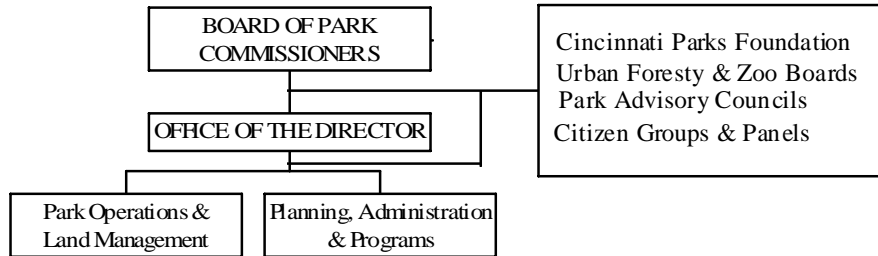 BOARD OF PARK
COMMISSIONERS
Cincinnati Parks Foundation
Urban Foresty & Zoo Boards
Park Advisory Councils
Citizen Groups & Panels
OFFICE OF THE DIRECTOR
Park Operations &
Land Management
Planning, Administration
& Programs